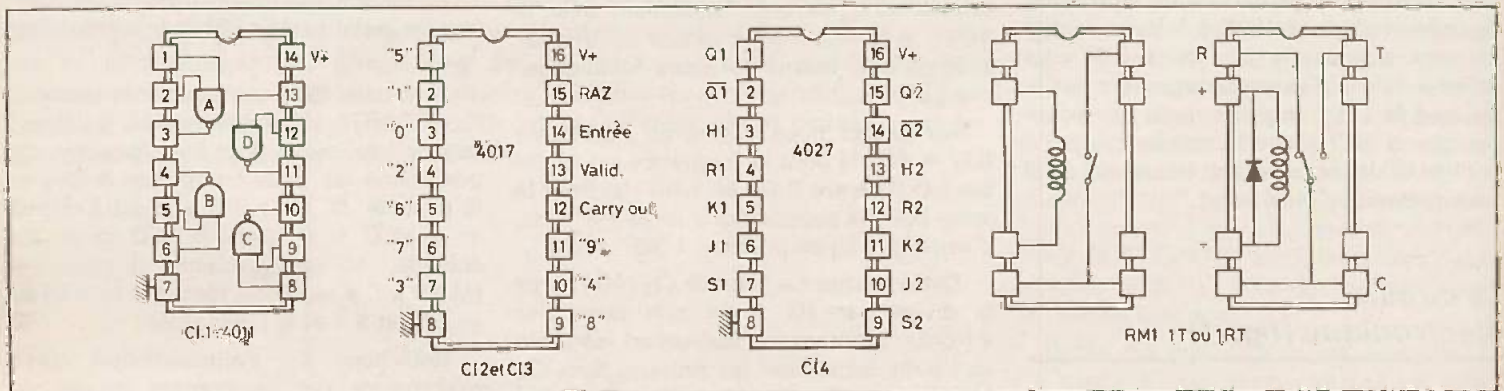 1 14 V+
2 A 13
3 D 12
4 11
5 B 10
6 C 9
7 8
CI.1-4011
"5" 1 16 V+
"1" 2 15 RAZ
"0" 3 14 Entrée
4017
"2" 4 13 Valid.
"6" 5 12 Carry out
"7" 6 11 "9"
"3" 7 10 "4"
8 9 "8"
CI2 et CI3
Q1 1 16 V+
Q1 2 15 Q2
H1 3 14 Q̅2
4027
R1 4 13 H2
K1 5 12 R2
J1 6 11 K2
S1 7 10 J2
8 9 S2
CI4
R T
+
-
C
RM1 1T ou 1RT